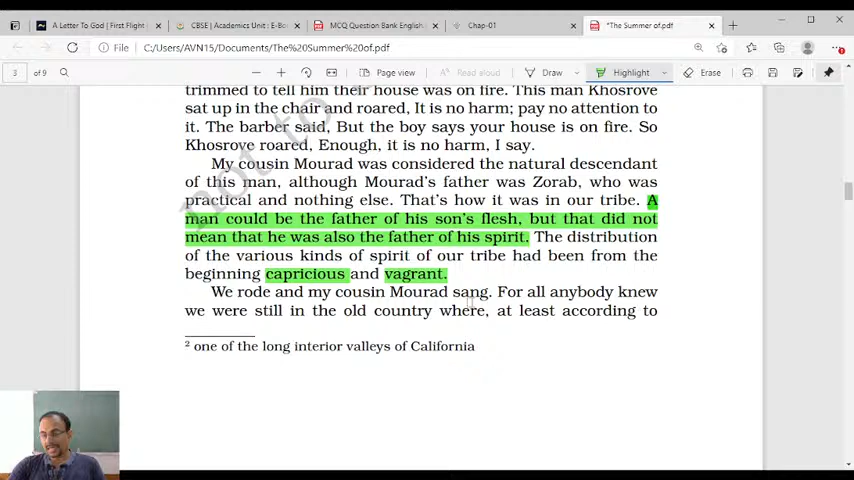 A Letter To God | First Flight
CBSE | Academics Unit : E-Bo
MCQ Question Bank English
Chap-01
*The Summer of.pdf
File
C:/Users/AVN15/Documents/The%20Summer%20of.pdf
3 of 9
Page view
Read aloud
Draw
Highlight
Erase
trimmed to tell him their house was on fire. This man Khosrove
sat up in the chair and roared, It is no harm; pay no attention to
it. The barber said, But the boy says your house is on fire. So
Khosrove roared, Enough, it is no harm, I say.
My cousin Mourad was considered the natural descendant
of this man, although Mourad's father was Zorab, who was
practical and nothing else. That's how it was in our tribe. A
man could be the father of his son's flesh, but that did not
mean that he was also the father of his spirit. The distribution
of the various kinds of spirit of our tribe had been from the
beginning capricious and vagrant.
We rode and my cousin Mourad sang. For all anybody knew
we were still in the old country where, at least according to
2 one of the long interior valleys of California
not to